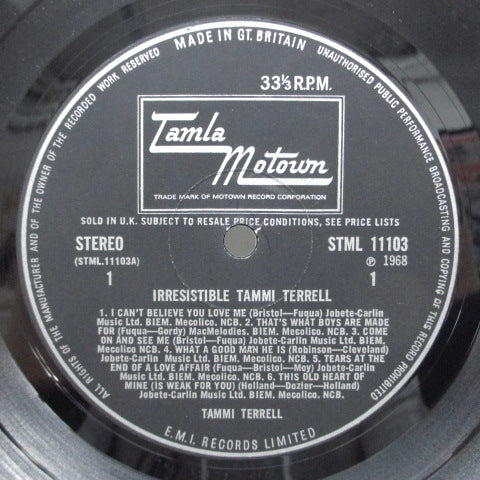 MADE IN GT. BRITAIN
UNAUTHORISED PUBLIC PERFORMANCE BROADCASTING AND COPYING OF THIS RECORD PROHIBITED
ALL RIGHTS OF THE MANUFACTURER AND OF THE OWNER OF THE RECORDED WORK RESERVED
33⅓ R.P.M.
Tamla
Motown
TRADE MARK OF MOTOWN RECORD CORPORATION
SOLD IN U.K. SUBJECT TO RESALE PRICE CONDITIONS, SEE PRICE LISTS
STEREO
(STML.11103A)
1
STML 11103
℗ 1968
1
IRRESISTIBLE TAMMI TERRELL
1. I CAN'T BELIEVE YOU LOVE ME (Bristol—Fuqua) Jobete-Carlin
Music Ltd. BIEM. Mecolico. NCB. 2. THAT'S WHAT BOYS ARE MADE
FOR (Fuqua—Gordy) MacMelodies. BIEM. NCB. 3. COME
ON AND SEE ME (Bristol—Fuqua) Jobete-Carlin Music Ltd. BIEM.
Mecolico. NCB 4. WHAT A GOOD MAN HE IS (Robinson—Cleveland)
Jobete-Carlin Music Ltd. BIEM. Mecolico. NCB. 5. TEARS AT THE
END OF A LOVE AFFAIR (Fuqua—Bristol—Moy) Jobete-Carlin Music
Ltd. BIEM. Mecolico. NCB. 6. THIS OLD HEART OF
MINE (IS WEAK FOR YOU) (Holland—Dozier—Holland)
Jobete-Carlin Music Ltd. BIEM. Mecolico. NCB.
TAMMI TERRELL
E.M.I. RECORDS LIMITED